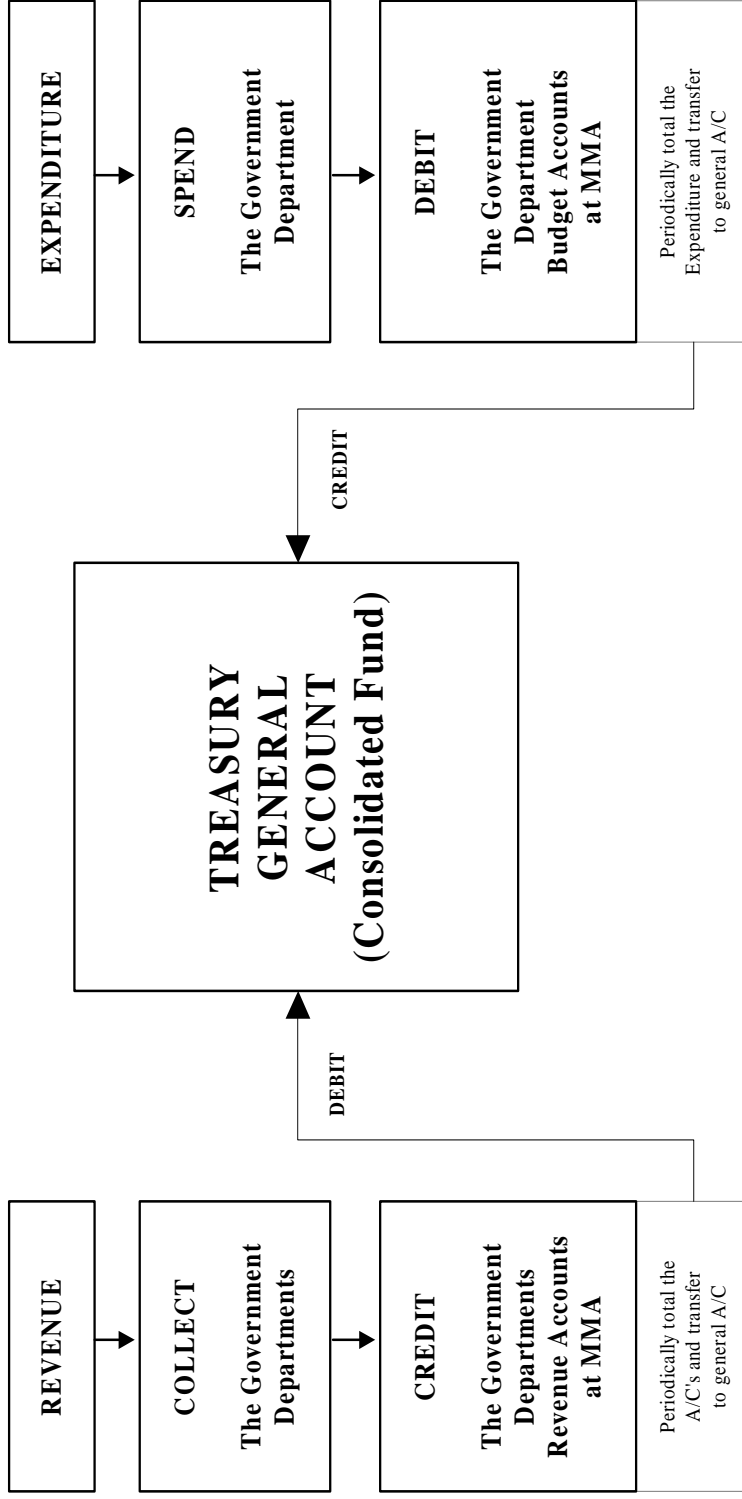 REVENUE
COLLECT
The Government
Departments
CREDIT
The Government
Departments
Revenue Accounts
at MMA
Periodically total the
A/C's and transfer
to general A/C
DEBIT
TREASURY
GENERAL
ACCOUNT
(Consolidated Fund)
CREDIT
EXPENDITURE
SPEND
The Government
Department
DEBIT
The Government
Department
Budget Accounts
at MMA
Periodically total the
Expenditure and transfer
to general A/C